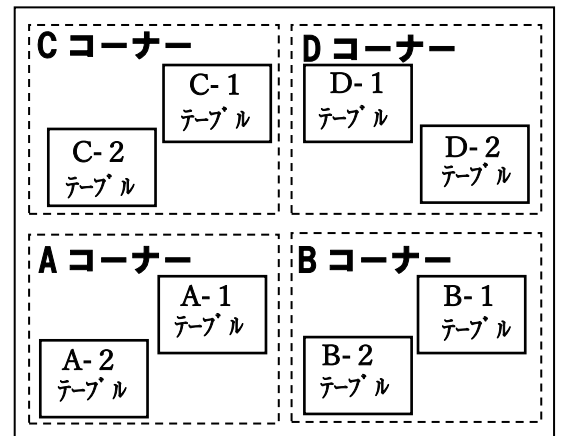 C コーナー
C-1
テーブル
C-2
テーブル
D コーナー
D-1
テーブル
D-2
テーブル
A コーナー
A-1
テーブル
A-2
テーブル
B コーナー
B-1
テーブル
B-2
テーブル